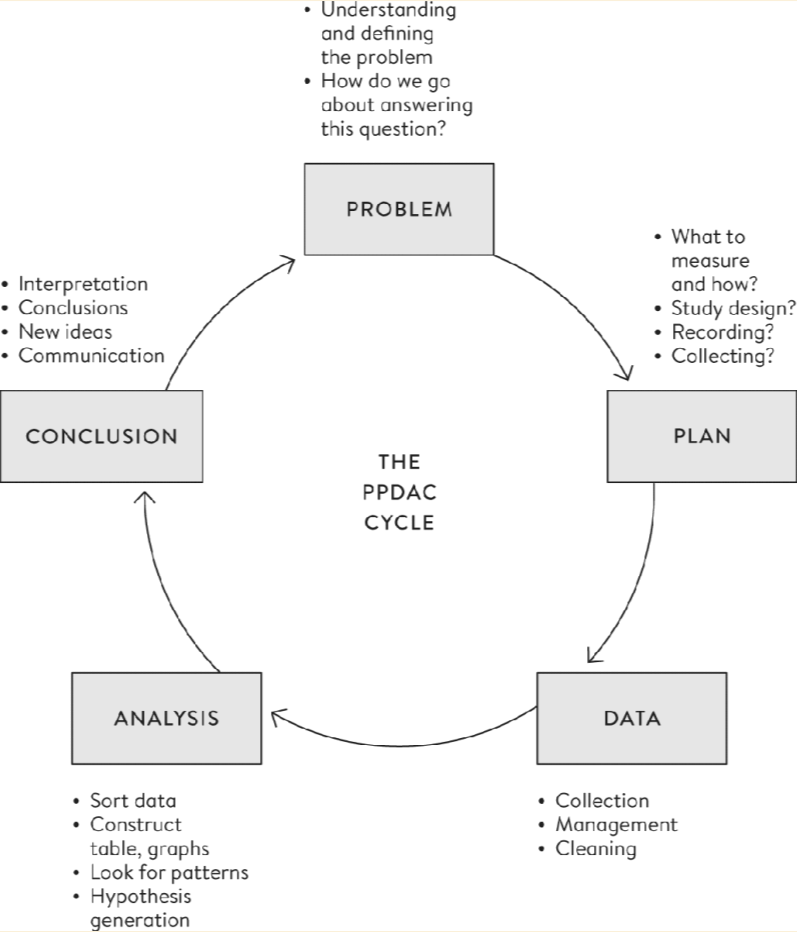 • Understanding
and defining
the problem
• How do we go
about answering
this question?
PROBLEM
• What to
measure
and how?
• Study design?
• Recording?
• Collecting?
PLAN
• Interpretation
• Conclusions
• New ideas
• Communication
CONCLUSION
THE
PPDAC
CYCLE
ANALYSIS
• Sort data
• Construct
table, graphs
• Look for patterns
• Hypothesis
generation
DATA
• Collection
• Management
• Cleaning